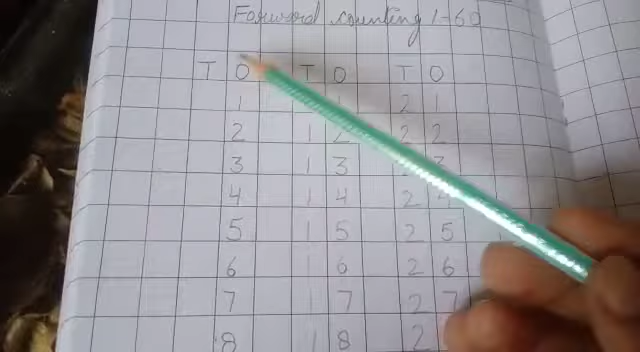 Forward counting 1-60
T O T O T O
1 1 2 1
2 1 2 2 2
3 1 3 3
4 1 4 2 4
5 1 5 2 5
6 1 6 2 6
7 1 7 2 7
8 1 8 2